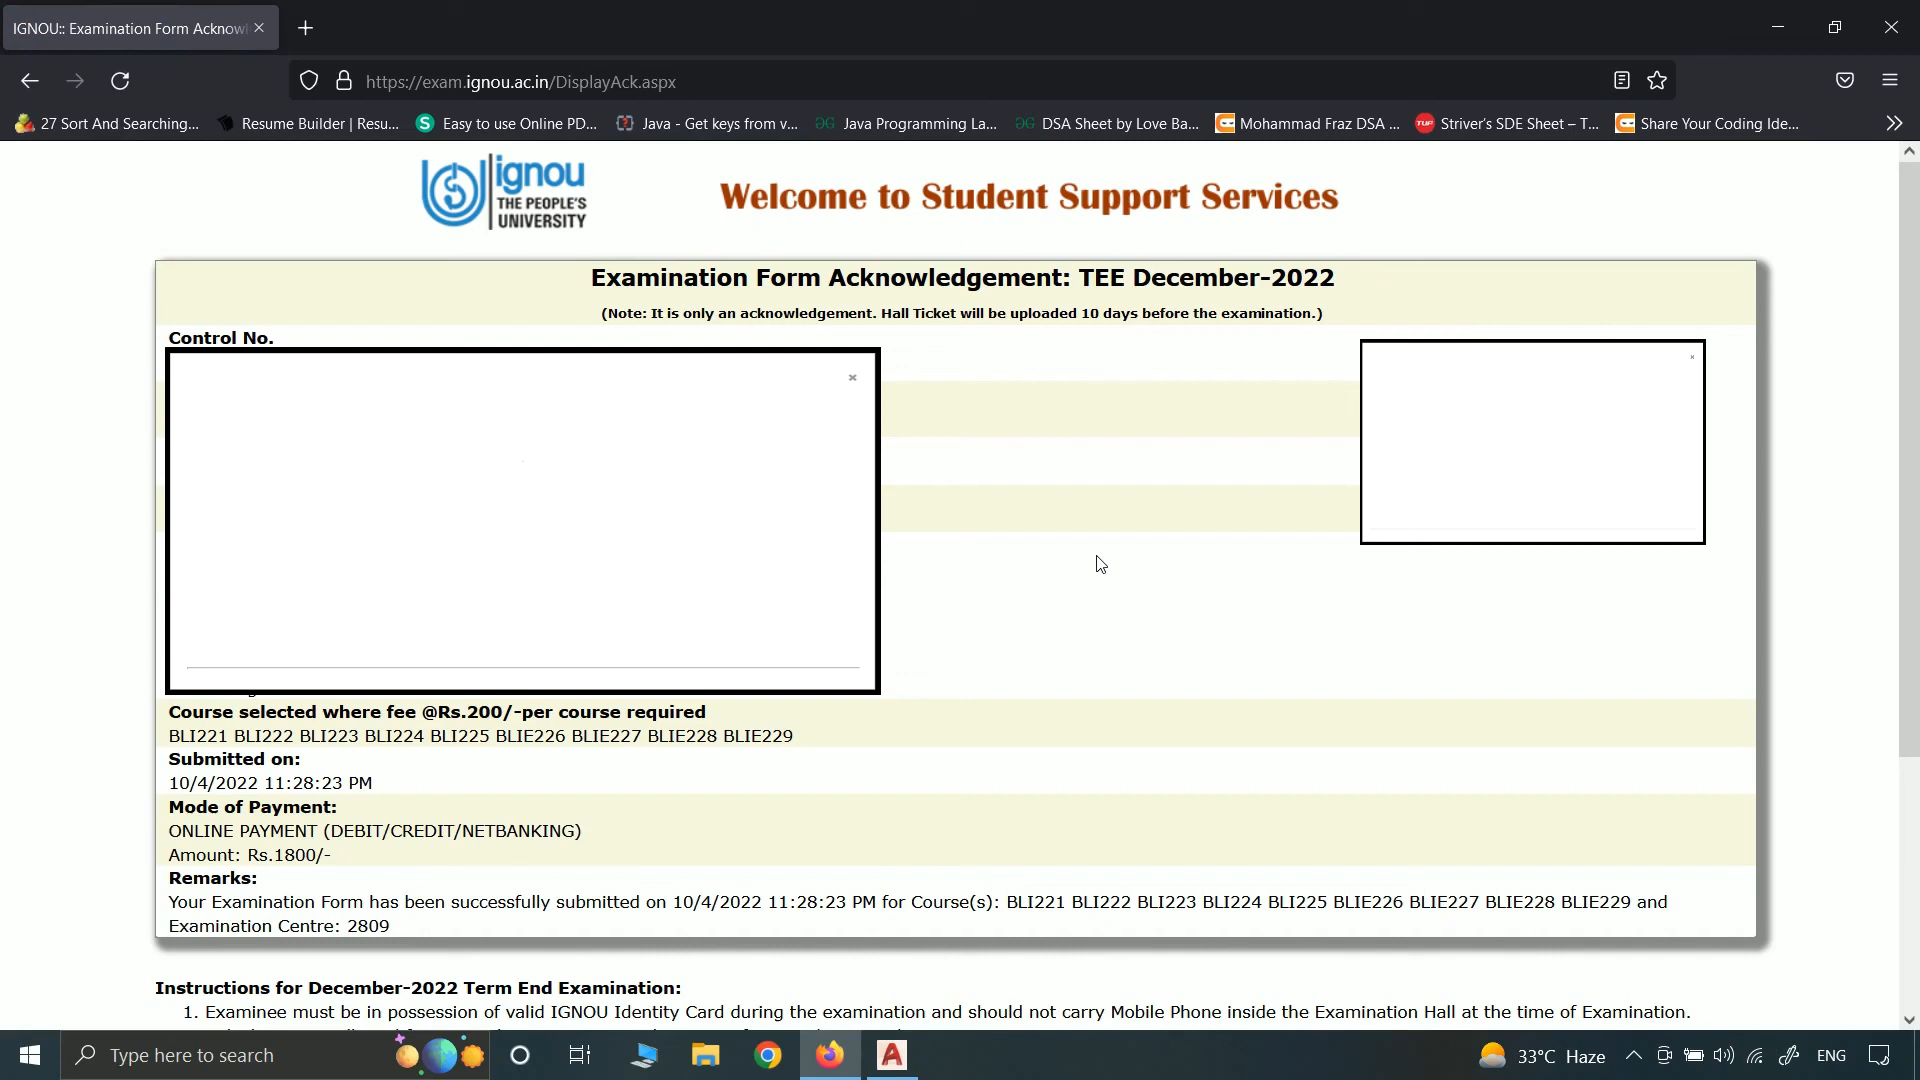 IGNOU:: Examination Form Acknowl
https://exam.ignou.ac.in/DisplayAck.aspx
27 Sort And Searching...
Resume Builder | Resu...
Easy to use Online PD...
Java - Get keys from v...
Java Programming La...
DSA Sheet by Love Ba...
Mohammad Fraz DSA ...
Striver's SDE Sheet – T...
Share Your Coding Ide...
ignou
THE PEOPLE'S
UNIVERSITY
Welcome to Student Support Services
Examination Form Acknowledgement: TEE December-2022
(Note: It is only an acknowledgement. Hall Ticket will be uploaded 10 days before the examination.)
Control No.
Course selected where fee @Rs.200/-per course required
BLI221 BLI222 BLI223 BLI224 BLI225 BLIE226 BLIE227 BLIE228 BLIE229
Submitted on:
10/4/2022 11:28:23 PM
Mode of Payment:
ONLINE PAYMENT (DEBIT/CREDIT/NETBANKING)
Amount: Rs.1800/-
Remarks:
Your Examination Form has been successfully submitted on 10/4/2022 11:28:23 PM for Course(s): BLI221 BLI222 BLI223 BLI224 BLI225 BLIE226 BLIE227 BLIE228 BLIE229 and
Examination Centre: 2809
Instructions for December-2022 Term End Examination:
1. Examinee must be in possession of valid IGNOU Identity Card during the examination and should not carry Mobile Phone inside the Examination Hall at the time of Examination.
Type here to search
33°C Haze
ENG